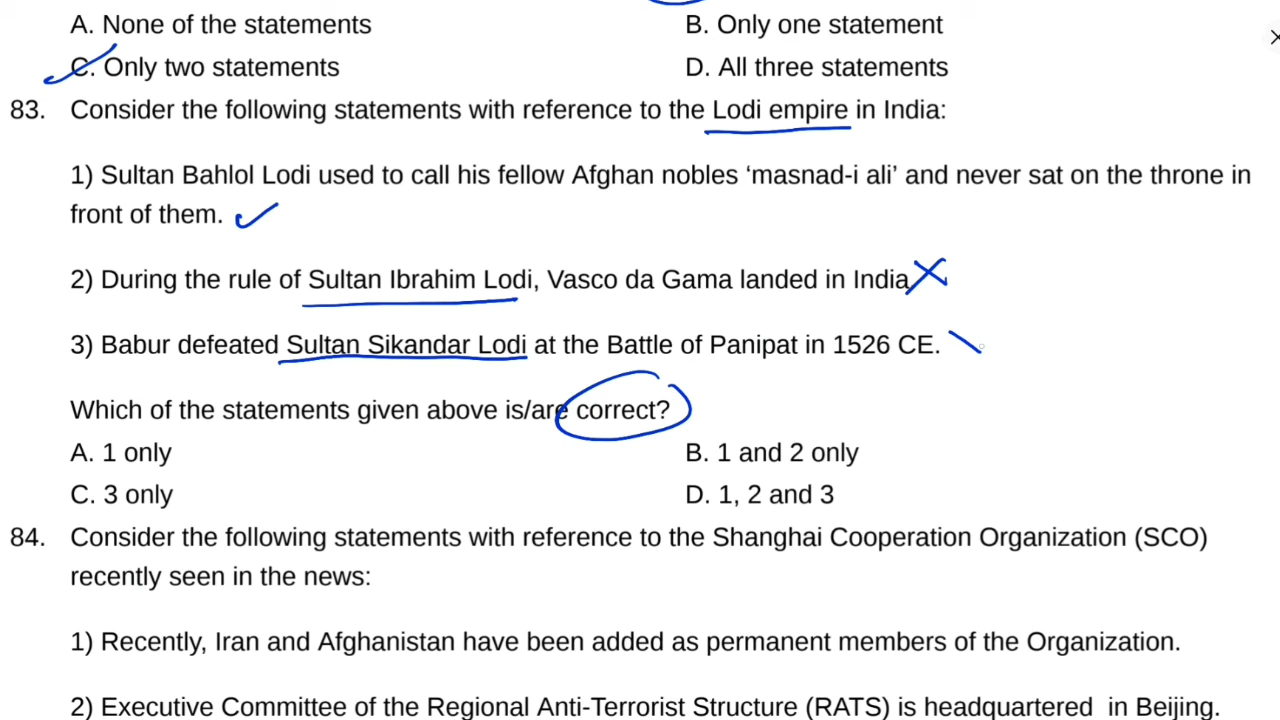 A. None of the statements B. Only one statement
C. Only two statements D. All three statements
83. Consider the following statements with reference to the Lodi empire in India:
1) Sultan Bahlol Lodi used to call his fellow Afghan nobles ‘masnad-i ali’ and never sat on the throne in
front of them.
2) During the rule of Sultan Ibrahim Lodi, Vasco da Gama landed in India
3) Babur defeated Sultan Sikandar Lodi at the Battle of Panipat in 1526 CE.
Which of the statements given above is/are correct?
A. 1 only B. 1 and 2 only
C. 3 only D. 1, 2 and 3
84. Consider the following statements with reference to the Shanghai Cooperation Organization (SCO)
recently seen in the news:
1) Recently, Iran and Afghanistan have been added as permanent members of the Organization.
2) Executive Committee of the Regional Anti-Terrorist Structure (RATS) is headquartered in Beijing.